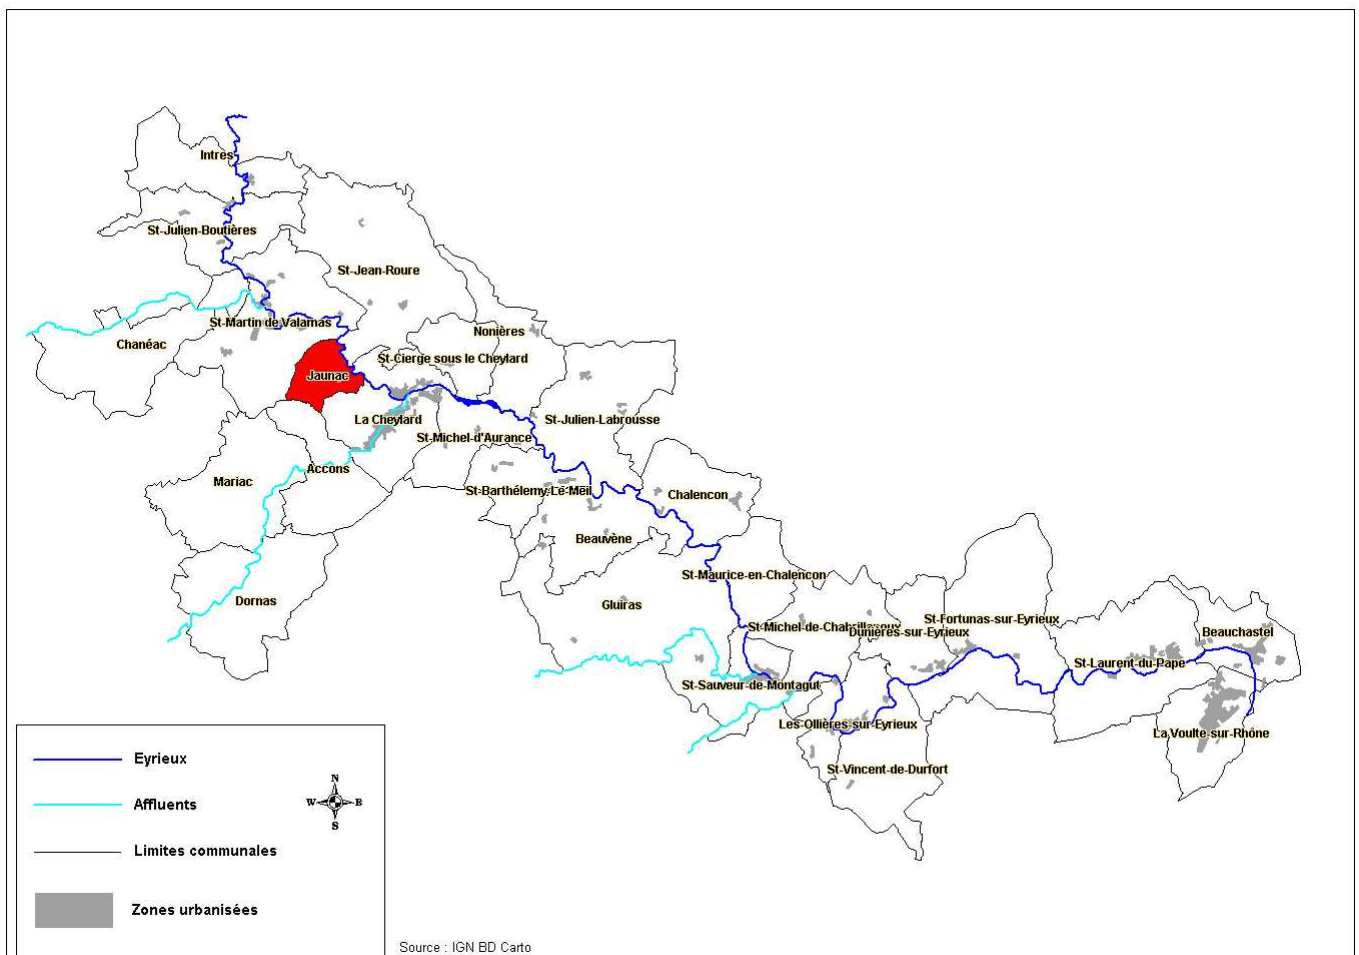 Intres
St-Julien-Boutières
St-Jean-Roure
St-Martin de Valamas
Chanéac
Nonières
St-Cierge sous le Cheylard
Jaunac
La Cheylard
St-Julien-Labrousse
St-Michel-d'Aurance
Accons
Mariac
St-Barthélemy-Le-Meil
Chalencon
Beauvène
St-Maurice-en-Chalencon
Dornas
Gluiras
St-Fortunas-sur-Eyrieux
St-Michel-de-Chabrillanoux
Dunières-sur-Eyrieux
Beauchastel
St-Laurent-du-Pape
St-Sauveur-de-Montagut
Les-Ollières-sur-Eyrieux
La Voulte-sur-Rhône
St-Vincent-de-Durfort
Eyrieux
Affluents
Limites communales
Zones urbanisées
N
W E
S
Source : IGN BD Carto